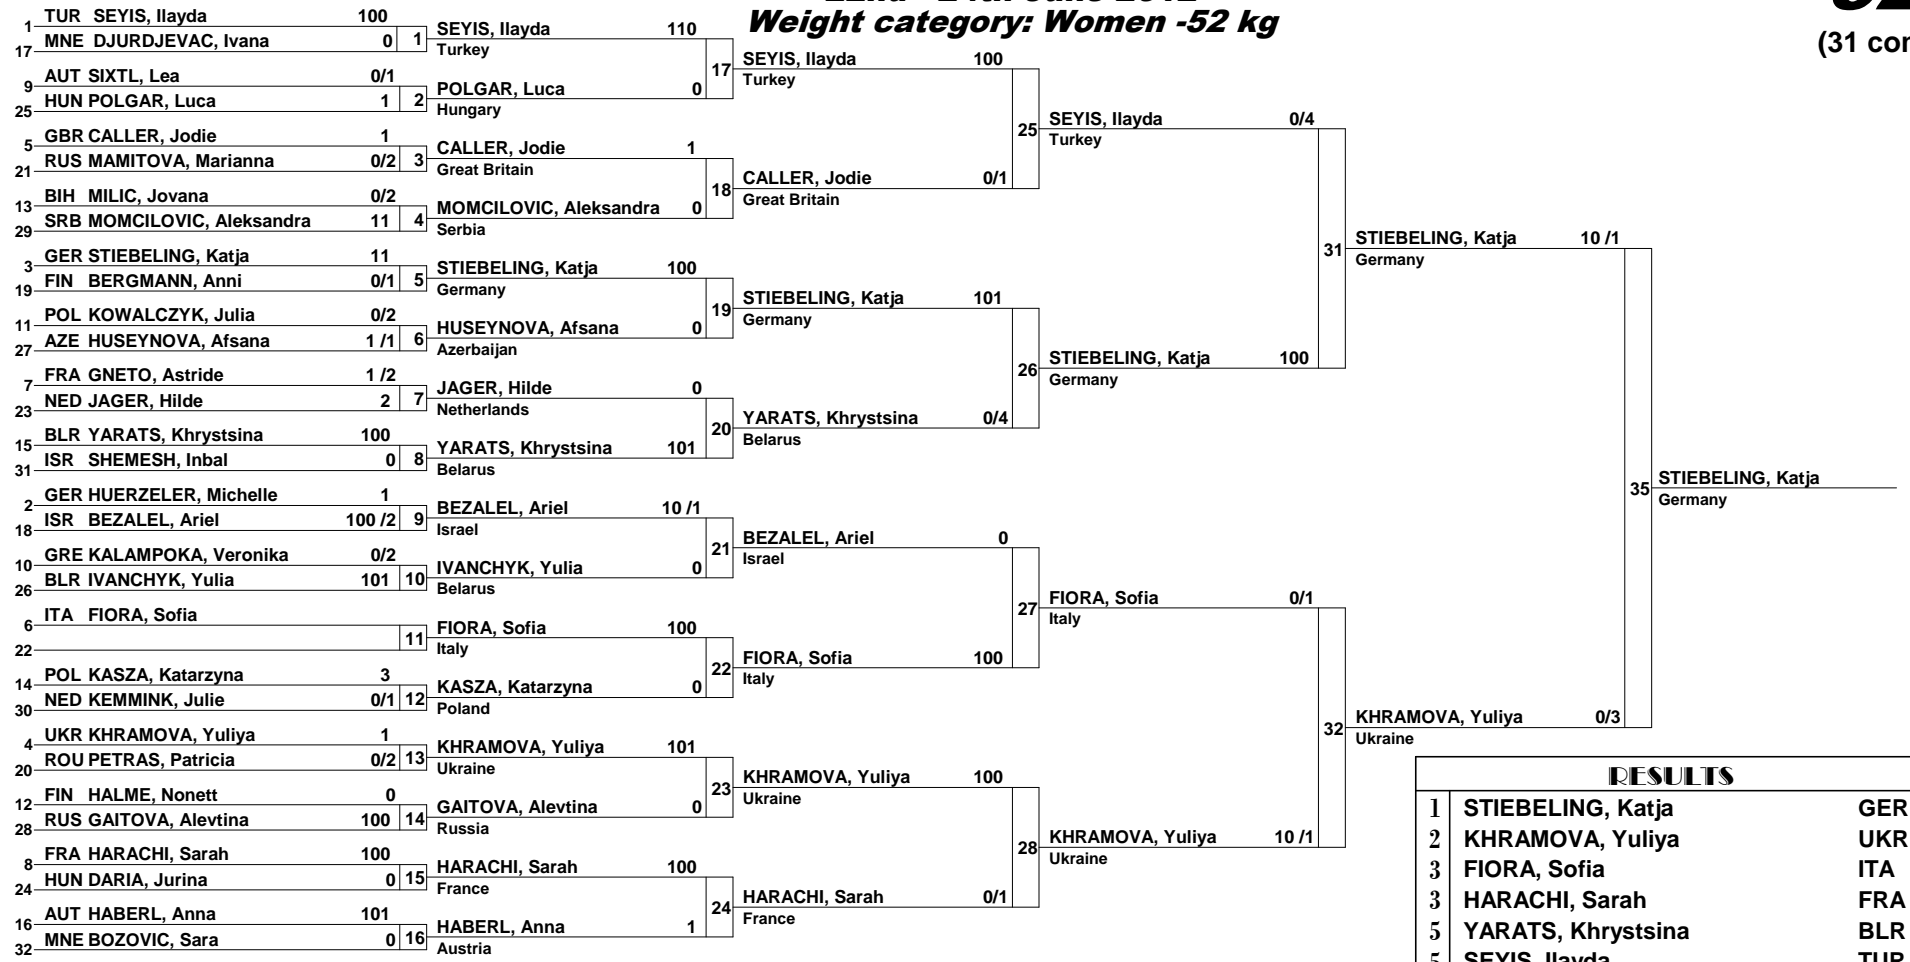 Weight category: Women -52 kg
1 TUR SEYIS, Ilayda 100
17 MNE DJURDJEVAC, Ivana 0 1
9 AUT SIXTL, Lea 0/1
25 HUN POLGAR, Luca 1 2
5 GBR CALLER, Jodie 1
21 RUS MAMITOVA, Marianna 0/2 3
13 BIH MILIC, Jovana 0/2
29 SRB MOMCILOVIC, Aleksandra 11 4
3 GER STIEBELING, Katja 11
19 FIN BERGMANN, Anni 0/1 5
11 POL KOWALCZYK, Julia 0/2
27 AZE HUSEYNOVA, Afsana 1 /1 6
7 FRA GNETO, Astride 1 /2
23 NED JAGER, Hilde 2 7
15 BLR YARATS, Khrystsina 100
31 ISR SHEMESH, Inbal 0 8
2 GER HUERZELER, Michelle 1
18 ISR BEZALEL, Ariel 100 /2 9
10 GRE KALAMPOKA, Veronika 0/2
26 BLR IVANCHYK, Yulia 101 10
6 ITA FIORA, Sofia
22 11
14 POL KASZA, Katarzyna 3
30 NED KEMMINK, Julie 0/1 12
4 UKR KHRAMOVA, Yuliya 1
20 ROU PETRAS, Patricia 0/2 13
12 FIN HALME, Nonett 0
28 RUS GAITOVA, Alevtina 100 14
8 FRA HARACHI, Sarah 100
24 HUN DARIA, Jurina 0 15
16 AUT HABERL, Anna 101
32 MNE BOZOVIC, Sara 0 16
SEYIS, Ilayda 110
Turkey
17
POLGAR, Luca 0
Hungary
CALLER, Jodie 1
Great Britain
18
MOMCILOVIC, Aleksandra 0
Serbia
STIEBELING, Katja 100
Germany
19
HUSEYNOVA, Afsana 0
Azerbaijan
JAGER, Hilde 0
Netherlands
20
YARATS, Khrystsina 101
Belarus
BEZALEL, Ariel 10 /1
Israel
21
IVANCHYK, Yulia 0
Belarus
FIORA, Sofia 100
Italy
22
KASZA, Katarzyna 0
Poland
KHRAMOVA, Yuliya 101
Ukraine
23
GAITOVA, Alevtina 0
Russia
HARACHI, Sarah 100
France
24
HABERL, Anna 1
Austria
SEYIS, Ilayda 100
Turkey
25
CALLER, Jodie 0/1
Great Britain
STIEBELING, Katja 101
Germany
26
YARATS, Khrystsina 0/4
Belarus
BEZALEL, Ariel 0
Israel
27
FIORA, Sofia 100
Italy
KHRAMOVA, Yuliya 100
Ukraine
28
HARACHI, Sarah 0/1
France
SEYIS, Ilayda 0/4
Turkey
31
STIEBELING, Katja 100
Germany
FIORA, Sofia 0/1
Italy
32
KHRAMOVA, Yuliya 10 /1
Ukraine
STIEBELING, Katja 10 /1
Germany
35
KHRAMOVA, Yuliya 0/3
Ukraine
STIEBELING, Katja
Germany
(31
RESULTS
1 STIEBELING, Katja GER
2 KHRAMOVA, Yuliya UKR
3 FIORA, Sofia ITA
3 HARACHI, Sarah FRA
5 YARATS, Khrystsina BLR
5 SEYIS, Ilayda TUR